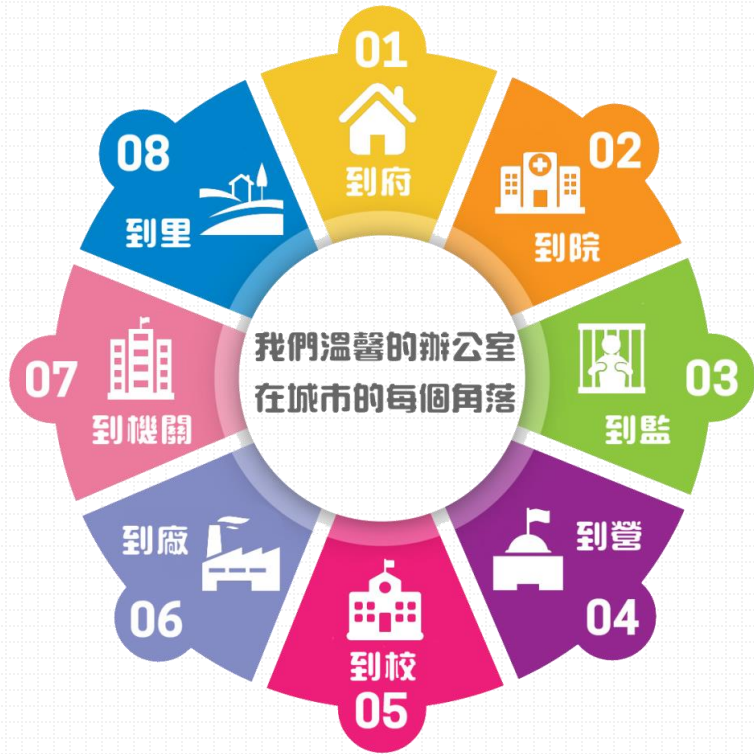 01
到府
02
到院
03
到監
04
到營
05
到校
06
到廠
07
到機關
08
到里
我們溫馨的辦公室
在城市的每個角落